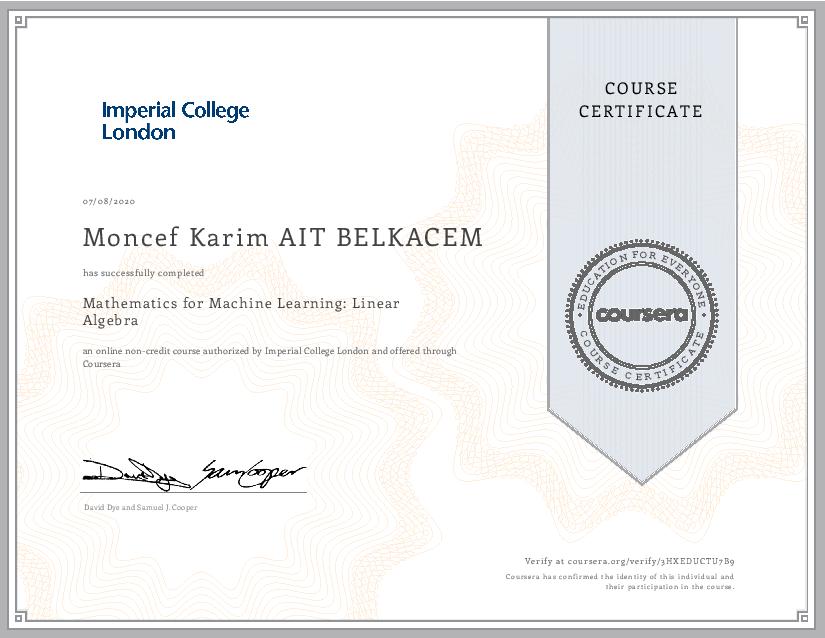 Imperial College
London
COURSE
CERTIFICATE
07/08/2020
Moncef Karim AIT BELKACEM
has successfully completed
Mathematics for Machine Learning: Linear
Algebra
an online non-credit course authorized by Imperial College London and offered through
Coursera
EDUCATION FOR EVERYONE
coursera
COURSE CERTIFICATE
David Dye and Samuel J. Cooper
Verify at coursera.org/verify/3HXEDUCTU7B9
Coursera has confirmed the identity of this individual and
their participation in the course.